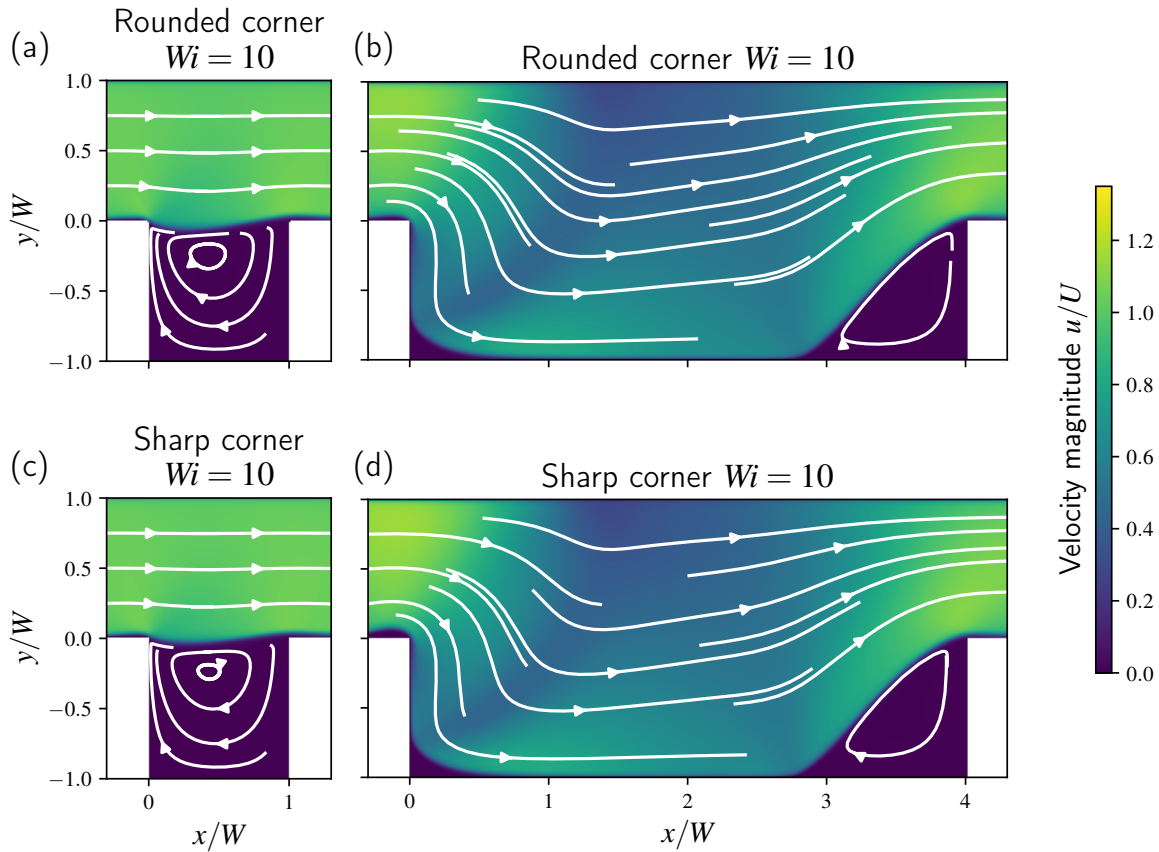 (a)
Rounded corner
Wi = 10
(b)
Rounded corner Wi = 10
1.0
0.5
0.0
−0.5
−1.0
y/W
(c)
Sharp corner
Wi = 10
(d)
Sharp corner Wi = 10
1.0
0.5
0.0
−0.5
−1.0
y/W
0 1
x/W
0 1 2 3 4
x/W
1.2
1.0
0.8
0.6
0.4
0.2
0.0
Velocity magnitude u/U